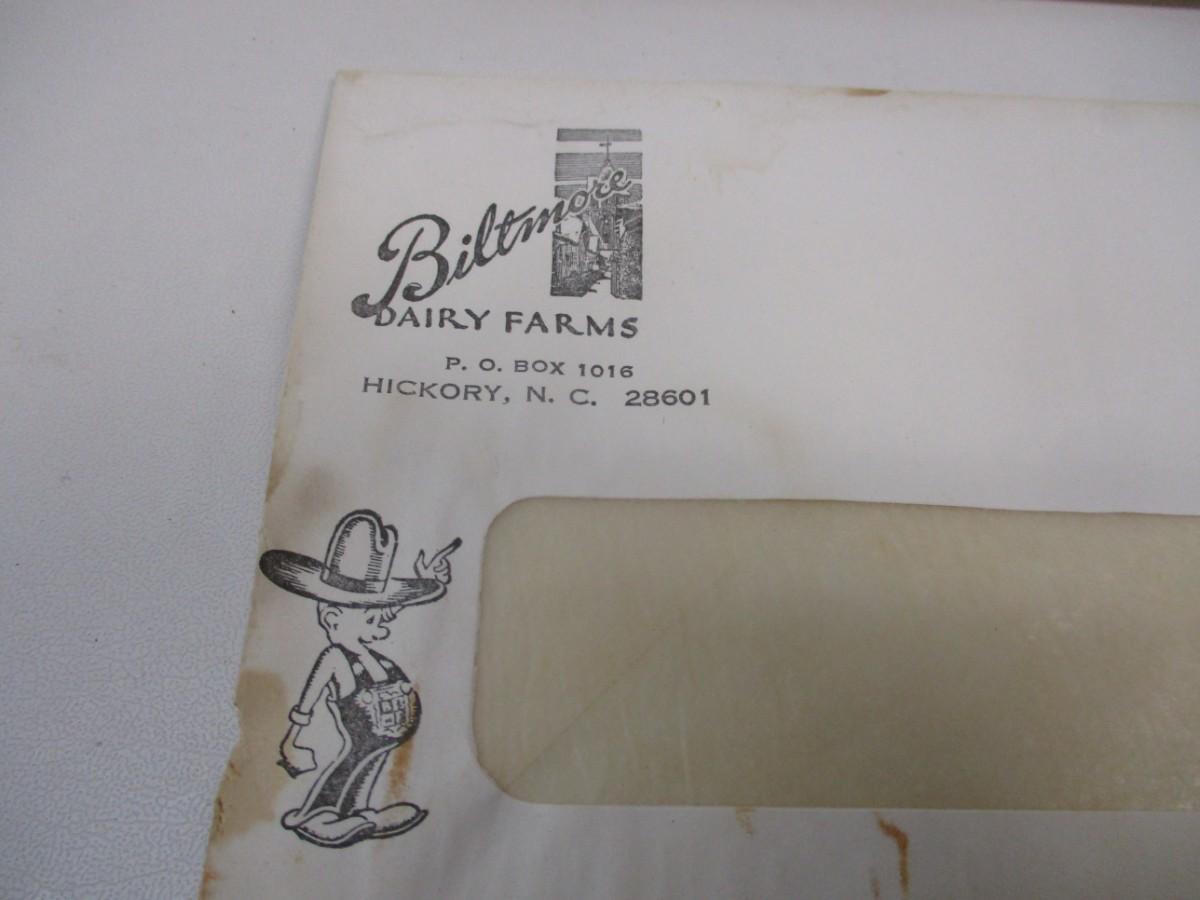 Biltmore
DAIRY FARMS
P. O. BOX 1016
HICKORY, N. C. 28601